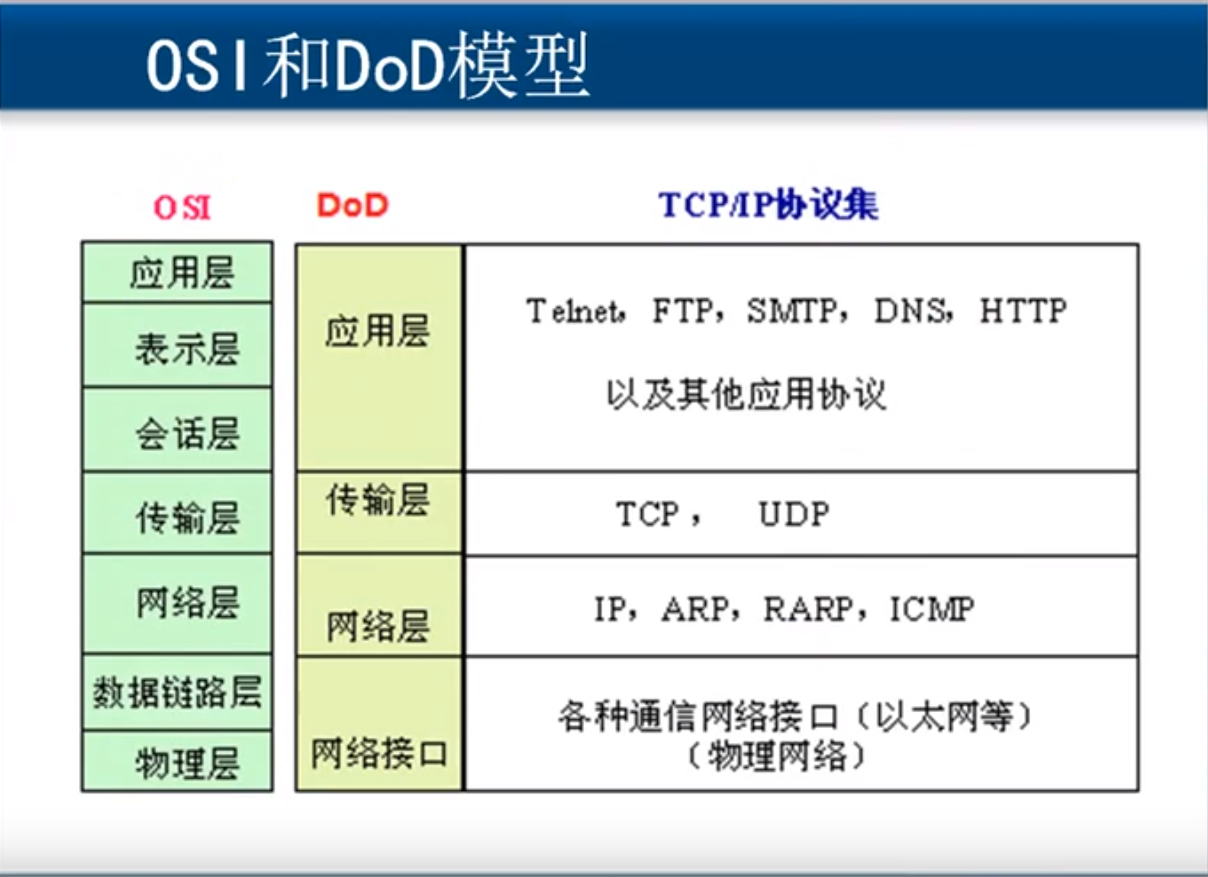 OSI和DoD模型
OSI DoD TCP/IP协议集
应用层
表示层
会话层
传输层
网络层
数据链路层
物理层
应用层
传输层
网络层
网络接口
Telnet，FTP，SMTP，DNS，HTTP
以及其他应用协议
TCP， UDP
IP，ARP，RARP，ICMP
各种通信网络接口（以太网等）
（物理网络）